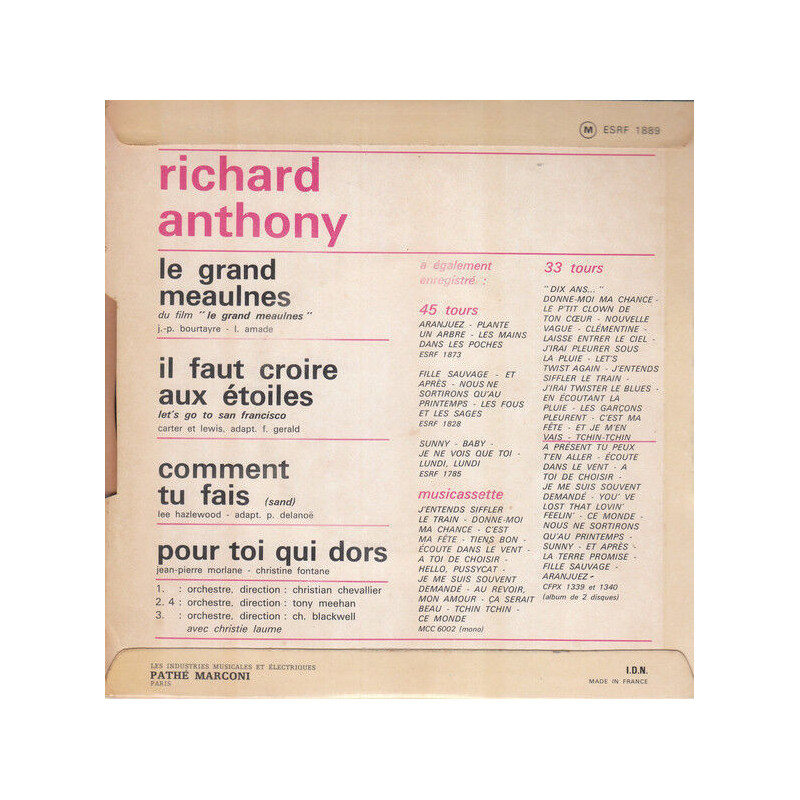 M ESRF 1889
richard
anthony
le grand
meaulnes
du film "le grand meaulnes"
j.-p. bourtayre - l. amade
il faut croire
aux étoiles
let's go to san francisco
carter et lewis, adapt. f. gerald
comment
tu fais (sand)
lee hazlewood - adapt. p. delanoë
pour toi qui dors
jean-pierre morlane - christine fontane
1. : orchestre, direction : christian chevallier
2. 4 : orchestre, direction : tony meehan
3. : orchestre, direction : ch. blackwell
avec christie laume
a également
enregistré :
45 tours
ARANJUEZ - PLANTE
UN ARBRE - LES MAINS
DANS LES POCHES
ESRF 1873
FILLE SAUVAGE - ET
APRÈS - NOUS NE
SORTIRONS QU'AU
PRINTEMPS - LES FOUS
ET LES SAGES
ESRF 1828
SUNNY - BABY -
JE NE VOIS QUE TOI -
LUNDI, LUNDI
ESRF 1785
musicassette
J'ENTENDS SIFFLER
LE TRAIN - DONNE-MOI
MA CHANCE - C'EST
MA FÊTE - TIENS BON -
ÉCOUTE DANS LE VENT -
A TOI DE CHOISIR -
HELLO, PUSSYCAT -
JE ME SUIS SOUVENT
DEMANDÉ - AU REVOIR,
MON AMOUR - ÇA SERAIT
BEAU - TCHIN TCHIN -
CE MONDE
MCC 6002 (mono)
33 tours
"DIX ANS..."
DONNE-MOI MA CHANCE -
LE P'TIT CLOWN DE
TON CŒUR - NOUVELLE
VAGUE - CLÉMENTINE -
LAISSE ENTRER LE CIEL -
J'IRAI PLEURER SOUS
LA PLUIE - LET'S
TWIST AGAIN - J'ENTENDS
SIFFLER LE TRAIN -
J'IRAI TWISTER LE BLUES -
EN ÉCOUTANT LA
PLUIE - LES GARÇONS
PLEURENT - C'EST MA
FÊTE - ET JE M'EN
VAIS - TCHIN-TCHIN
A PRÉSENT TU PEUX
T'EN ALLER - ÉCOUTE
DANS LE VENT - A
TOI DE CHOISIR -
JE ME SUIS SOUVENT
DEMANDÉ - YOU' VE
LOST THAT LOVIN'
FEELIN' - CE MONDE -
NOUS NE SORTIRONS
QU'AU PRINTEMPS -
SUNNY - ET APRÈS -
LA TERRE PROMISE -
FILLE SAUVAGE -
ARANJUEZ -
CFPX 1339 et 1340
(album de 2 disques)
LES INDUSTRIES MUSICALES ET ÉLECTRIQUES
PATHÉ MARCONI
PARIS
I.D.N.
MADE IN FRANCE